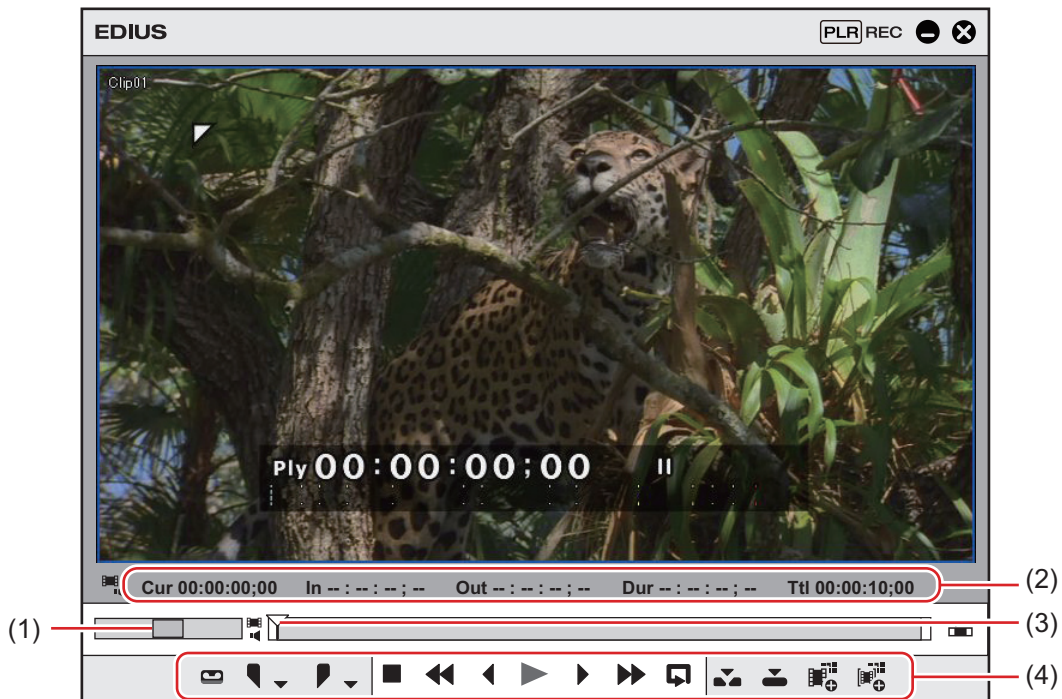 EDIUS
PLR REC
Clip01
Ply 00:00:00;00
Cur 00:00:00;00 In -- : -- : -- ; -- Out -- : -- : -- ; -- Dur -- : -- : -- ; -- Ttl 00:00:10;00
(2)
(1)
(3)
(4)